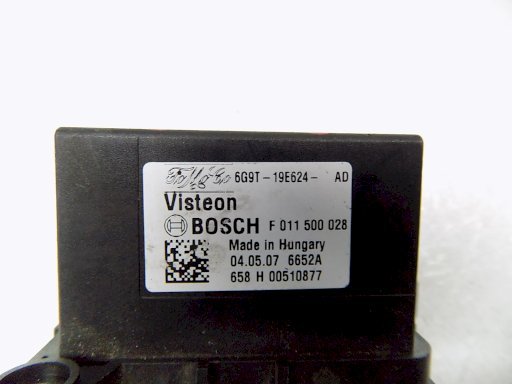 6G9T-19E624- AD
Visteon
BOSCH F 011 500 028
Made in Hungary
04.05.07 6652A
658 H 00510877